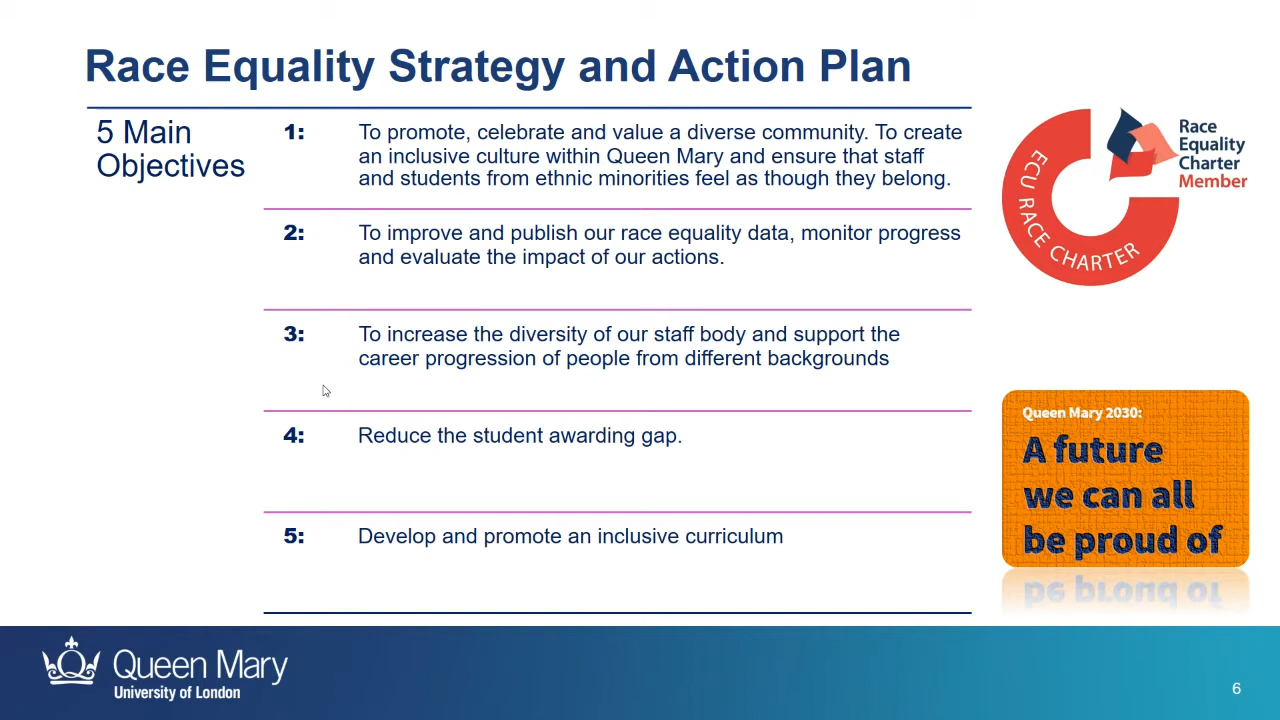 Race Equality Strategy and Action Plan
5 Main
Objectives
1:
To promote, celebrate and value a diverse community. To create
an inclusive culture within Queen Mary and ensure that staff
and students from ethnic minorities feel as though they belong.
2:
To improve and publish our race equality data, monitor progress
and evaluate the impact of our actions.
3:
To increase the diversity of our staff body and support the
career progression of people from different backgrounds
4:
Reduce the student awarding gap.
5:
Develop and promote an inclusive curriculum
Race
Equality
Charter
Member
ECU RACE CHARTER
Queen Mary 2030:
A future
we can all
be proud of
Queen Mary
University of London
6